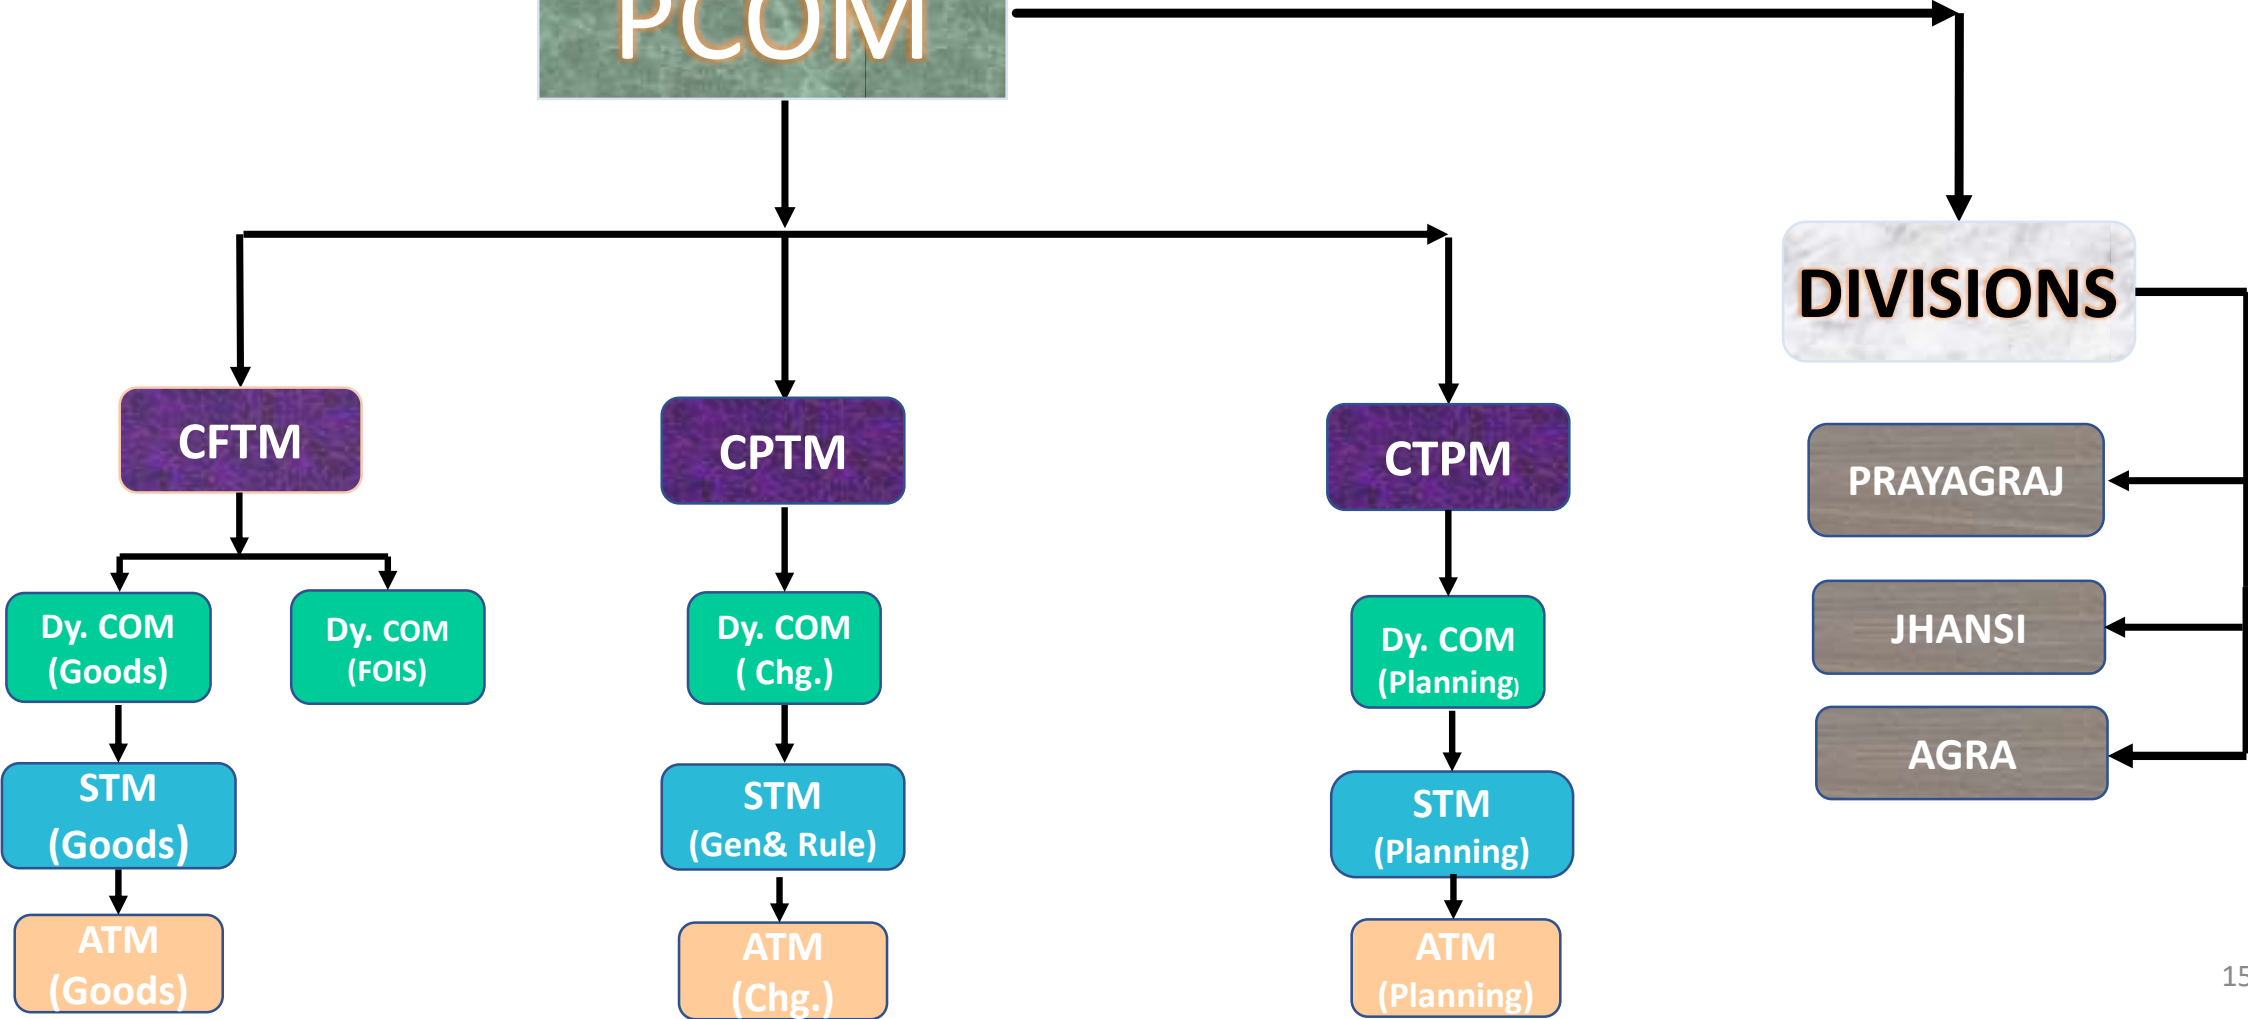 PCOM
DIVISIONS
CFTM
CPTM
CTPM
PRAYAGRAJ
JHANSI
AGRA
Dy. COM
(Goods)
Dy. COM
(FOIS)
Dy. COM
( Chg.)
Dy. COM
(Planning)
STM
(Goods)
STM
(Gen& Rule)
STM
(Planning)
ATM
(Goods)
ATM
(Chg.)
ATM
(Planning)
15